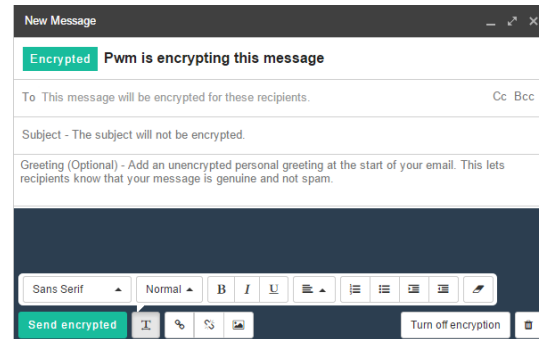 New Message
Encrypted Pwm is encrypting this message
To This message will be encrypted for these recipients. Cc Bcc
Subject - The subject will not be encrypted.
Greeting (Optional) - Add an unencrypted personal greeting at the start of your email. This lets
recipients know that your message is genuine and not spam.
Sans Serif Normal B I U
Send encrypted T Turn off encryption